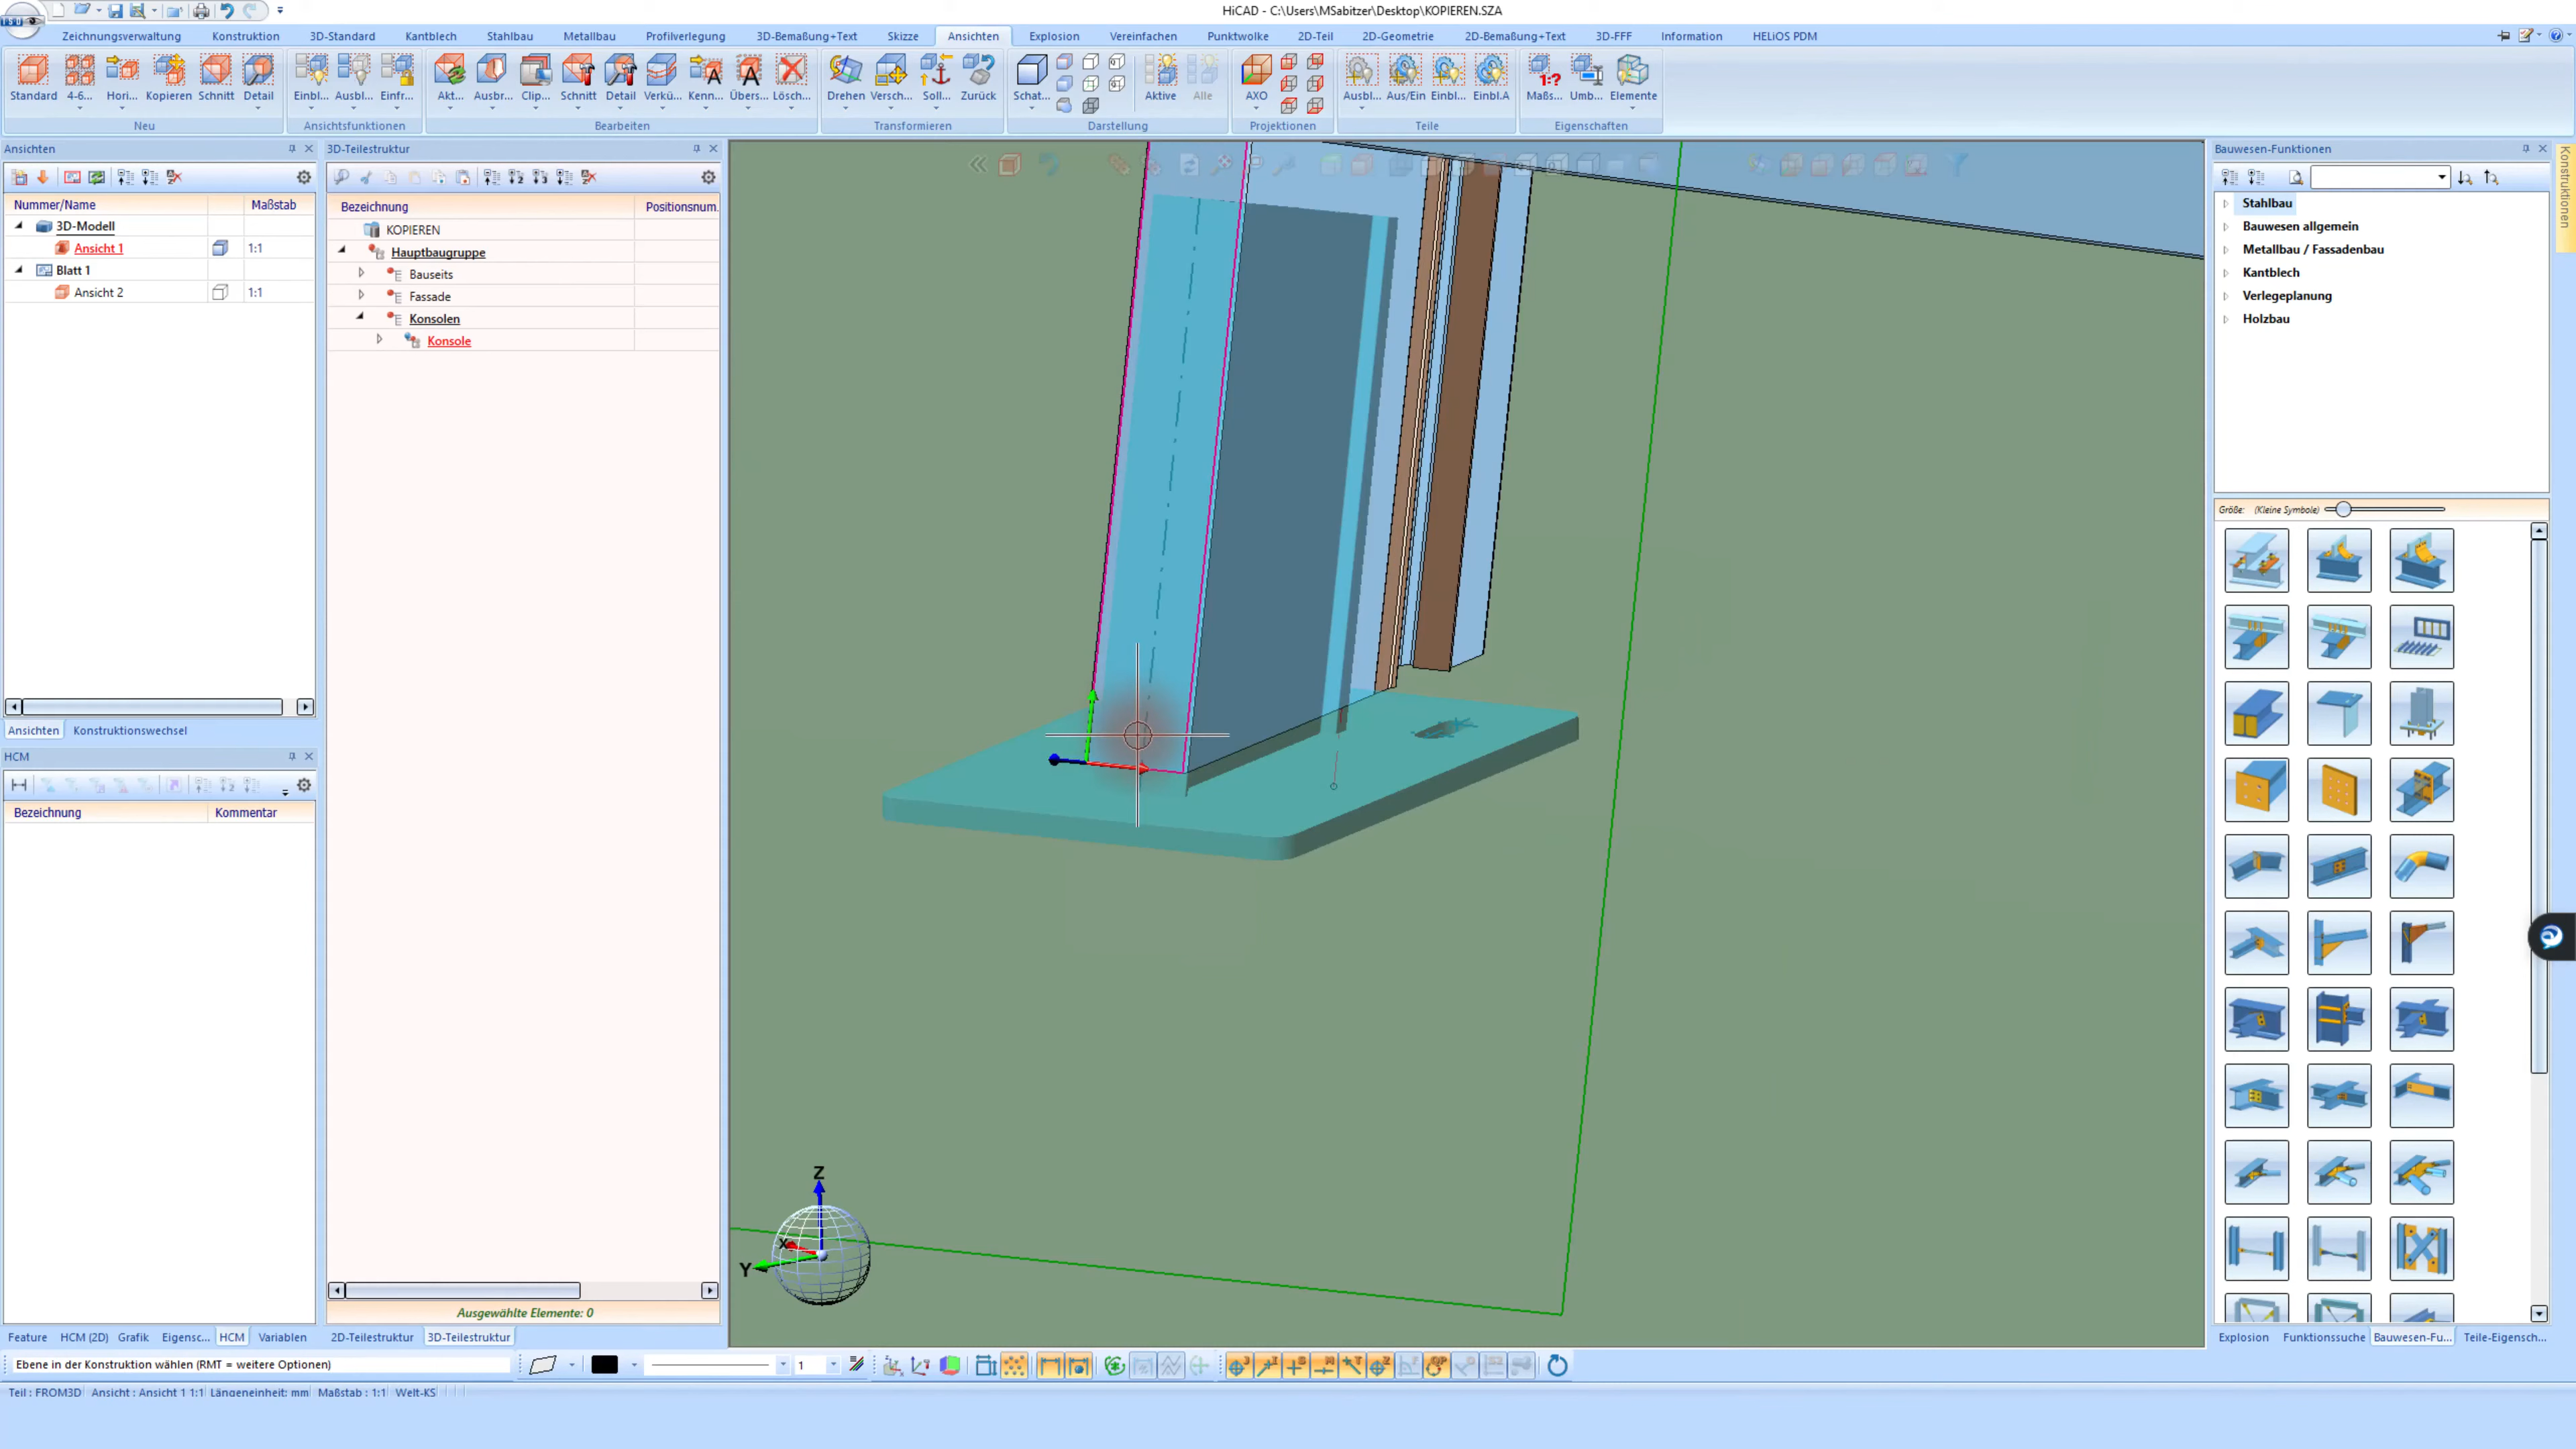 HiCAD - C:\Users\MSabitzer\Desktop\KOPIEREN.SZA
Zeichnungsverwaltung Konstruktion 3D-Standard Kantblech Stahlbau Metallbau Profilverlegung 3D-Bemaßung+Text Skizze Ansichten Explosion Vereinfachen Punktwolke 2D-Teil 2D-Geometrie 2D-Bemaßung+Text 3D-FFF Information HELiOS PDM
Standard 4-6... Hori... Kopieren Schnitt Detail Einbl... Ausbl... Einfr... Akt... Ausbr... Clip... Schnitt Detail Verkü... Kenn... Übers... Lösch... Drehen Versch... Soll... Zurück Schat... Aktive Alle AXO Ausbl... Aus/Ein Einbl... Einbl.A Maßs... Umb... Elemente
Neu Ansichtsfunktionen Bearbeiten Transformieren Darstellung Projektionen Teile Eigenschaften
Ansichten
Nummer/Name Maßstab
3D-Modell
Ansicht 1 1:1
Blatt 1
Ansicht 2 1:1
Ansichten Konstruktionswechsel
HCM
Bezeichnung Kommentar
Feature HCM (2D) Grafik Eigensc... HCM Variablen
3D-Teilestruktur
Bezeichnung Positionsnum.
KOPIEREN
Hauptbaugruppe
Bauseits
Fassade
Konsolen
Konsole
Ausgewählte Elemente: 0
2D-Teilestruktur 3D-Teilestruktur
Z
X
Y
Bauwesen-Funktionen
Stahlbau
Bauwesen allgemein
Metallbau / Fassadenbau
Kantblech
Verlegeplanung
Holzbau
Größe: (Kleine Symbole)
Explosion Funktionssuche Bauwesen-Fu... Teile-Eigensch...
Konstruktionen
Ebene in der Konstruktion wählen (RMT = weitere Optionen)
1
Teil : FROM3D Ansicht : Ansicht 1 1:1 Längeneinheit: mm Maßstab : 1:1 Welt-KS